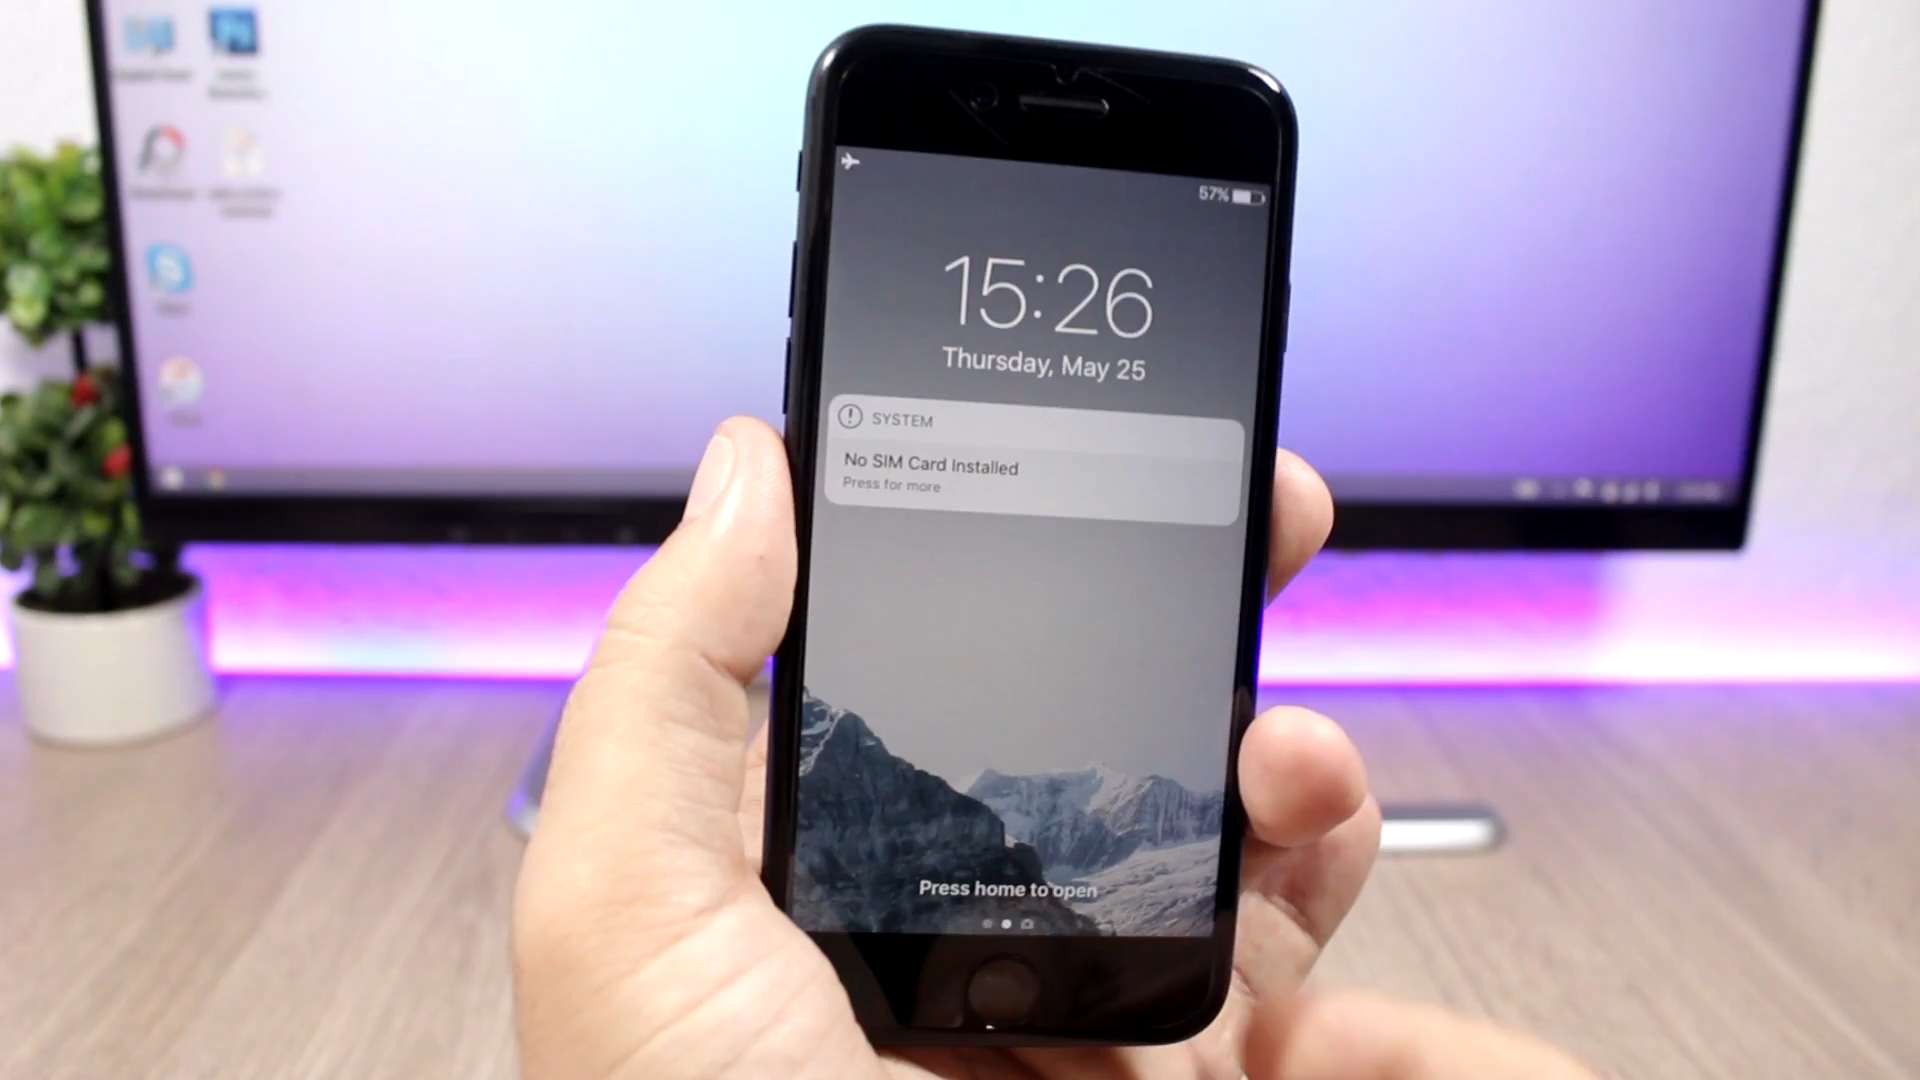 57%
15:26
Thursday, May 25
SYSTEM
No SIM Card Installed
Press for more
Press home to open